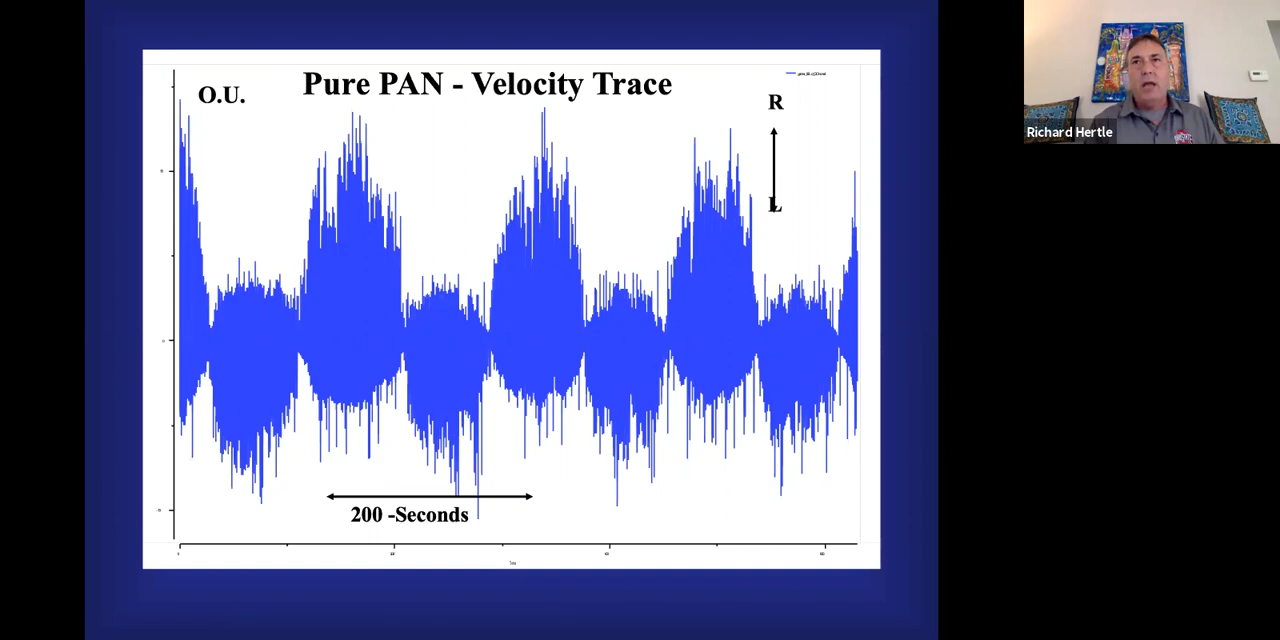 Pure PAN - Velocity Trace
O.U.
R
L
200 -Seconds
Richard Hertle